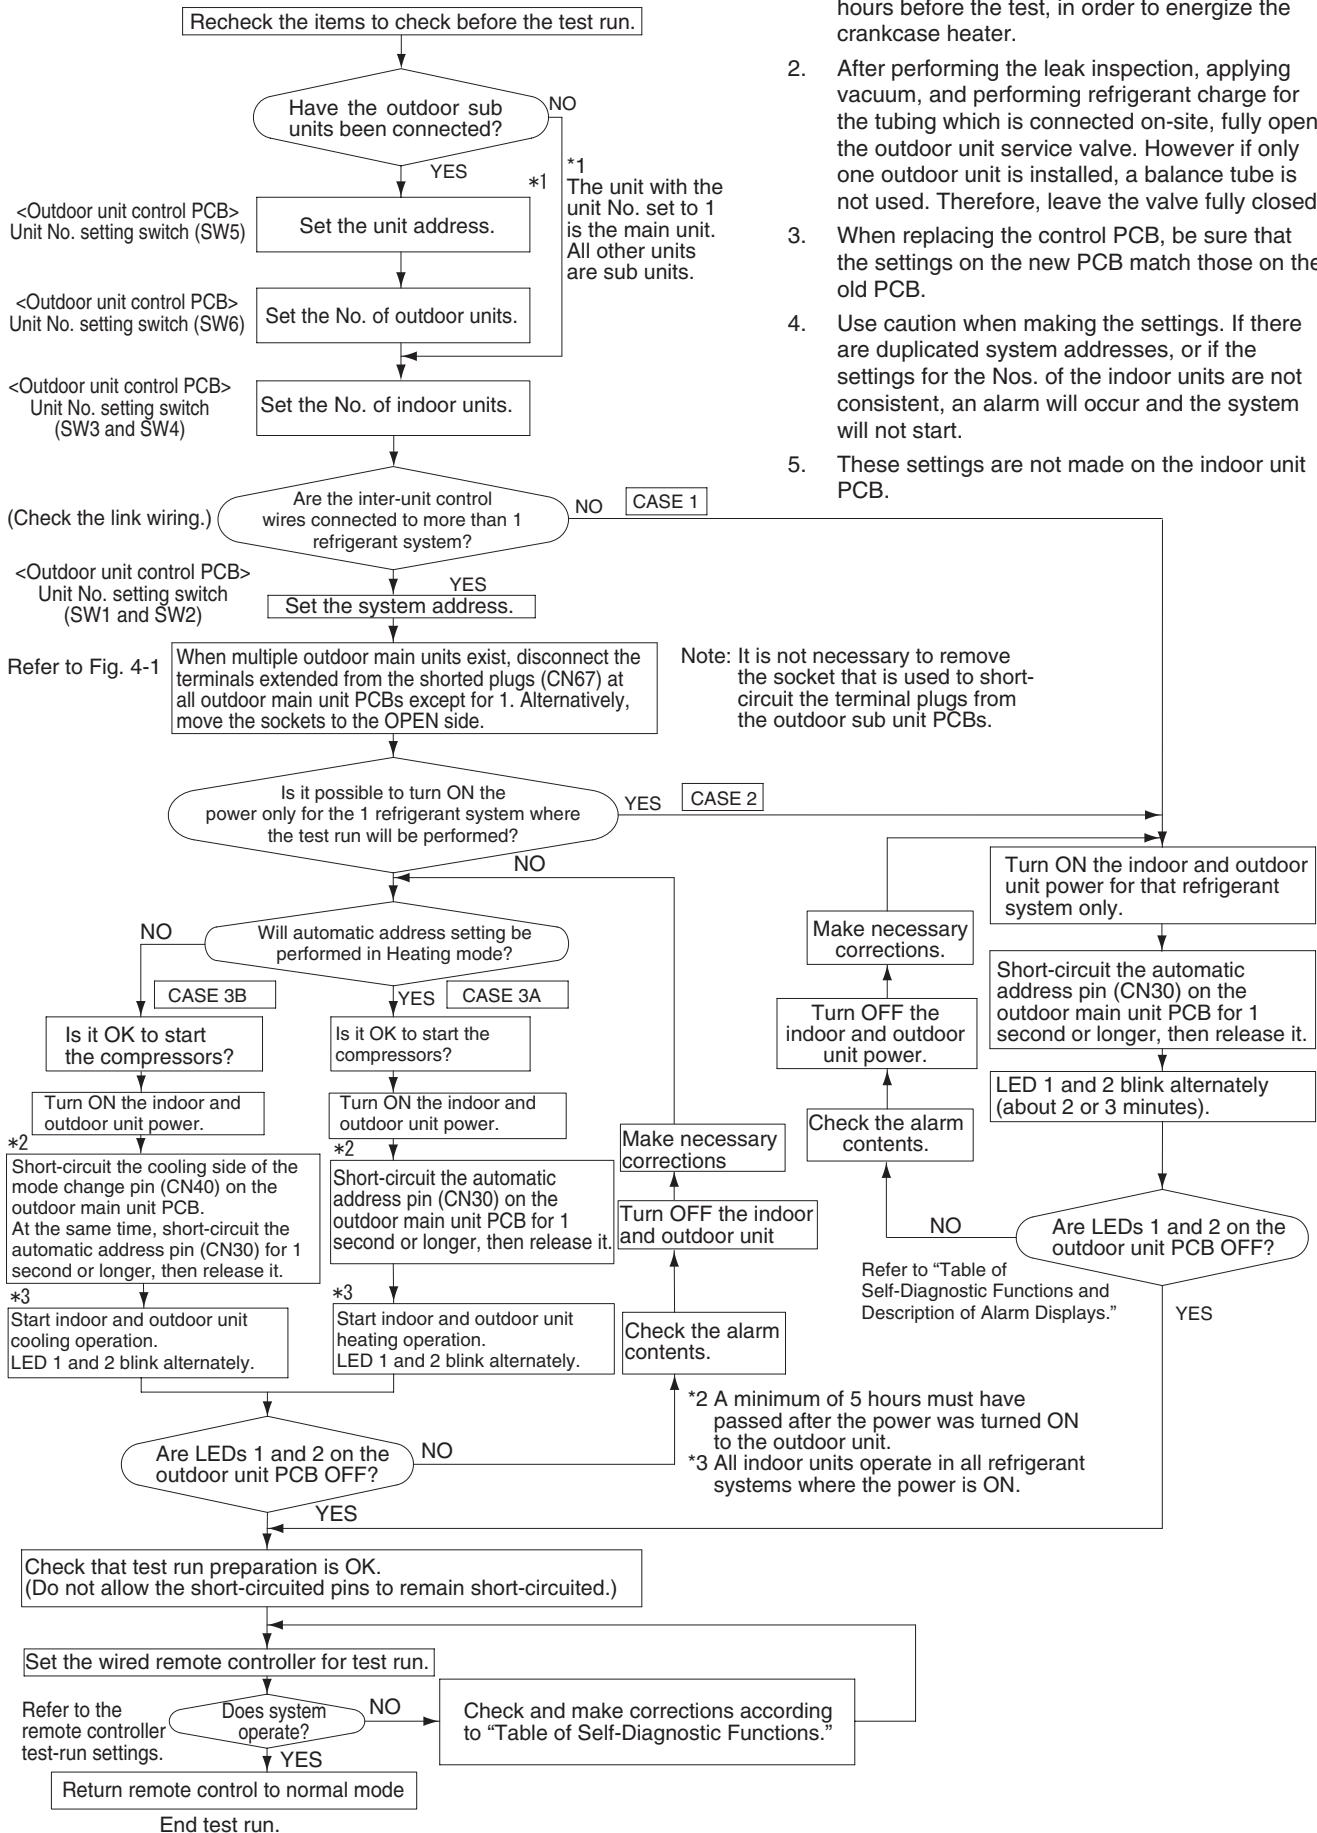 Recheck the items to check before the test run.
Have the outdoor sub
units been connected?
NO
YES
*1
*1
The unit with the
unit No. set to 1
is the main unit.
All other units
are sub units.
<Outdoor unit control PCB>
Unit No. setting switch (SW5)
Set the unit address.
<Outdoor unit control PCB>
Unit No. setting switch (SW6)
Set the No. of outdoor units.
<Outdoor unit control PCB>
Unit No. setting switch
(SW3 and SW4)
Set the No. of indoor units.
hours before the test, in order to energize the
crankcase heater.
2. After performing the leak inspection, applying
vacuum, and performing refrigerant charge for
the tubing which is connected on-site, fully open
the outdoor unit service valve. However if only
one outdoor unit is installed, a balance tube is
not used. Therefore, leave the valve fully closed
3. When replacing the control PCB, be sure that
the settings on the new PCB match those on the
old PCB.
4. Use caution when making the settings. If there
are duplicated system addresses, or if the
settings for the Nos. of the indoor units are not
consistent, an alarm will occur and the system
will not start.
5. These settings are not made on the indoor unit
PCB.
(Check the link wiring.)
Are the inter-unit control
wires connected to more than 1
refrigerant system?
NO
CASE 1
YES
<Outdoor unit control PCB>
Unit No. setting switch
(SW1 and SW2)
Set the system address.
Refer to Fig. 4-1
When multiple outdoor main units exist, disconnect the
terminals extended from the shorted plugs (CN67) at
all outdoor main unit PCBs except for 1. Alternatively,
move the sockets to the OPEN side.
Note: It is not necessary to remove
the socket that is used to short-
circuit the terminal plugs from
the outdoor sub unit PCBs.
Is it possible to turn ON the
power only for the 1 refrigerant system where
the test run will be performed?
YES
CASE 2
NO
Will automatic address setting be
performed in Heating mode?
NO
CASE 3B
YES
CASE 3A
Is it OK to start
the compressors?
Is it OK to start the
compressors?
Turn ON the indoor and
outdoor unit power.
Turn ON the indoor and
outdoor unit power.
*2
Short-circuit the cooling side of the
mode change pin (CN40) on the
outdoor main unit PCB.
At the same time, short-circuit the
automatic address pin (CN30) for 1
second or longer, then release it.
*2
Short-circuit the automatic
address pin (CN30) on the
outdoor main unit PCB for 1
second or longer, then release it.
*3
Start indoor and outdoor unit
cooling operation.
LED 1 and 2 blink alternately.
*3
Start indoor and outdoor unit
heating operation.
LED 1 and 2 blink alternately.
Make necessary
corrections
Turn OFF the indoor
and outdoor unit
Check the alarm
contents.
Turn ON the indoor and outdoor
unit power for that refrigerant
system only.
Short-circuit the automatic
address pin (CN30) on the
outdoor main unit PCB for 1
second or longer, then release it.
LED 1 and 2 blink alternately
(about 2 or 3 minutes).
Make necessary
corrections.
Turn OFF the
indoor and outdoor
unit power.
Check the alarm
contents.
NO
Are LEDs 1 and 2 on the
outdoor unit PCB OFF?
YES
Refer to “Table of
Self-Diagnostic Functions and
Description of Alarm Displays.”
*2 A minimum of 5 hours must have
passed after the power was turned ON
to the outdoor unit.
*3 All indoor units operate in all refrigerant
systems where the power is ON.
Are LEDs 1 and 2 on the
outdoor unit PCB OFF?
NO
YES
Check that test run preparation is OK.
(Do not allow the short-circuited pins to remain short-circuited.)
Set the wired remote controller for test run.
Refer to the
remote controller
test-run settings.
Does system
operate?
NO
Check and make corrections according
to “Table of Self-Diagnostic Functions.”
YES
Return remote control to normal mode
End test run.